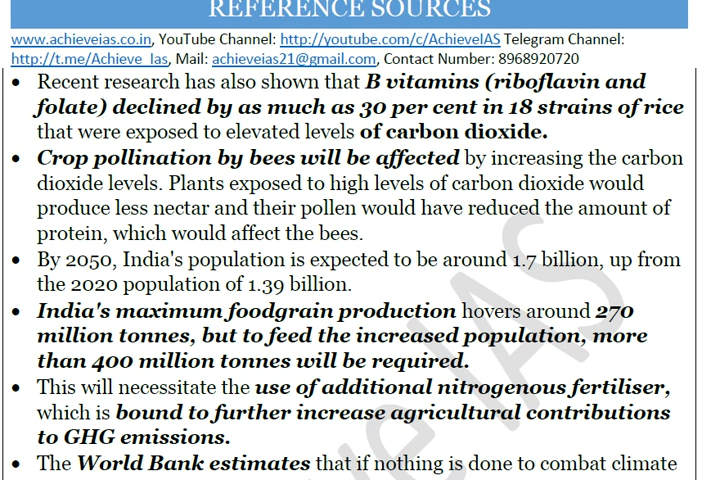 REFERENCE SOURCES
www.achieveias.co.in, YouTube Channel: http://youtube.com/c/AchieveIAS Telegram Channel:
http://t.me/Achieve_Ias, Mail: achieveias21@gmail.com, Contact Number: 8968920720
• Recent research has also shown that B vitamins (riboflavin and
folate) declined by as much as 30 per cent in 18 strains of rice
that were exposed to elevated levels of carbon dioxide.
• Crop pollination by bees will be affected by increasing the carbon
dioxide levels. Plants exposed to high levels of carbon dioxide would
produce less nectar and their pollen would have reduced the amount of
protein, which would affect the bees.
• By 2050, India's population is expected to be around 1.7 billion, up from
the 2020 population of 1.39 billion.
• India's maximum foodgrain production hovers around 270
million tonnes, but to feed the increased population, more
than 400 million tonnes will be required.
• This will necessitate the use of additional nitrogenous fertiliser,
which is bound to further increase agricultural contributions
to GHG emissions.
• The World Bank estimates that if nothing is done to combat climate
ve IAS